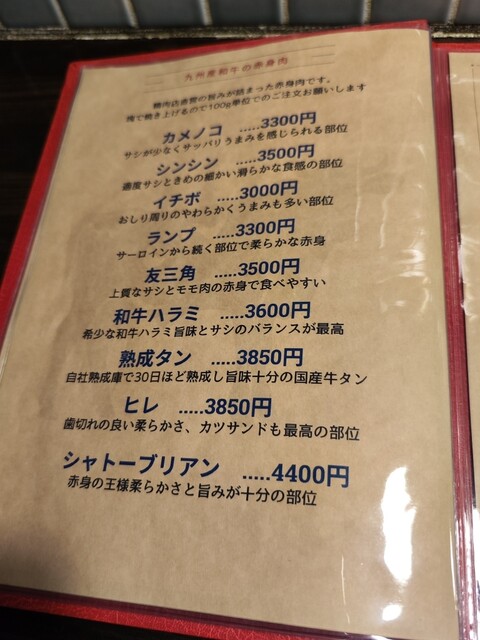 九州産和牛の赤身肉
精肉店直営の旨みが詰まった赤身肉です。
塊で焼き上げるので100g単位でのご注文お願いします
カメノコ .....3300円
サシが少なくサッパリうまみを感じられる部位
シンシン .....3500円
適度サシときめの細かい滑らかな食感の部位
イチボ .....3000円
おしり周りのやわらかくうまみも多い部位
ランプ .....3300円
サーロインから続く部位で柔らかな赤身
友三角 .....3500円
上質なサシとモモ肉の赤身で食べやすい
和牛ハラミ .....3600円
希少な和牛ハラミ旨味とサシのバランスが最高
熟成タン .....3850円
自社熟成庫で30日ほど熟成し旨味十分の国産牛タン
ヒレ .....3850円
歯切れの良い柔らかさ、カツサンドも最高の部位
シャトーブリアン .....4400円
赤身の王様柔らかさと旨みが十分の部位